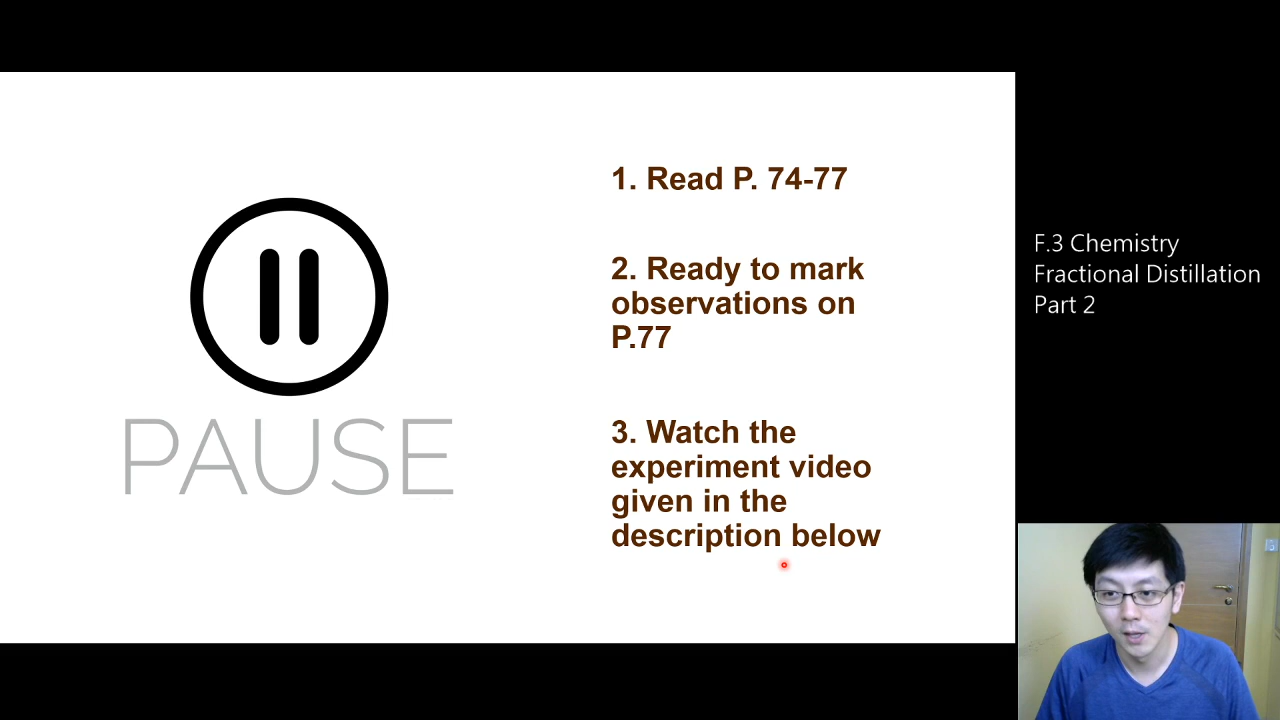 PAUSE
1. Read P. 74-77
2. Ready to mark
observations on
P.77
3. Watch the
experiment video
given in the
description below
F.3 Chemistry
Fractional Distillation
Part 2